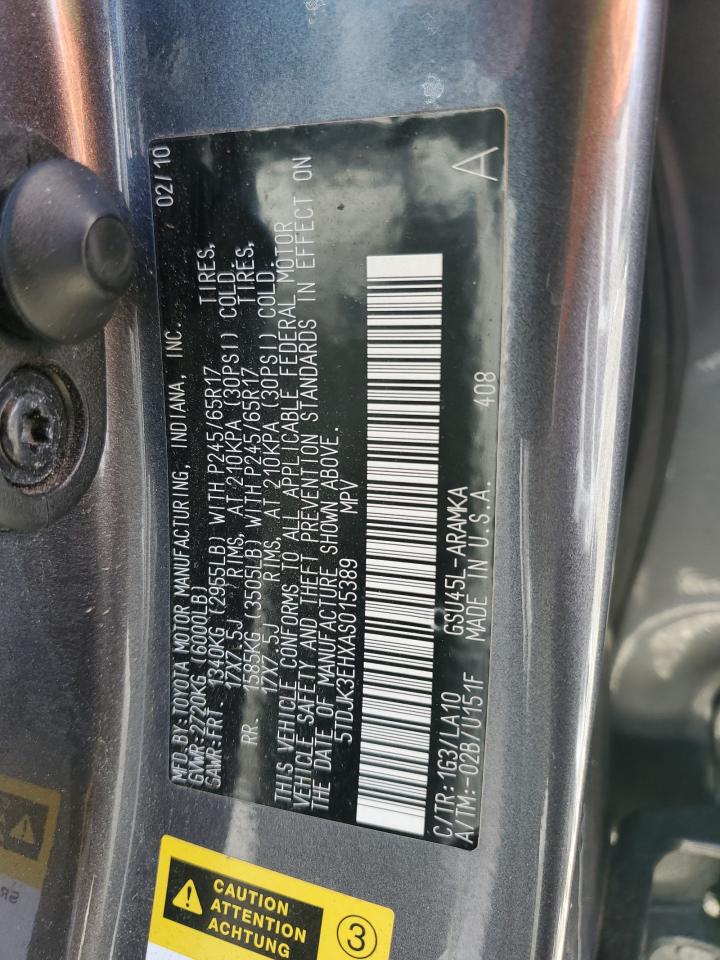 MFD.BY:TOYOTA MOTOR MANUFACTURING, INDIANA, INC. 02/10
GVWR:2720KG (6000LB)
GAWR:FRT. 1340KG (2955LB) WITH P245/65R17 TIRES,
17X7.5J RIMS, AT 210KPA (30PSI) COLD.
RR. 1585KG (3505LB) WITH P245/65R17 TIRES,
17X7.5J RIMS, AT 210KPA (30PSI) COLD.
THIS VEHICLE CONFORMS TO ALL APPLICABLE FEDERAL MOTOR
VEHICLE SAFETY AND THEFT PREVENTION STANDARDS IN EFFECT ON
THE DATE OF MANUFACTURE SHOWN ABOVE.
5TDJK3EHXAS015389 MPV
C/TR:1G3/LA10 GSU45L-ARAMKA 408 A
A/TM:-02B/U151F MADE IN U.S.A.
CAUTION
ATTENTION
ACHTUNG
3